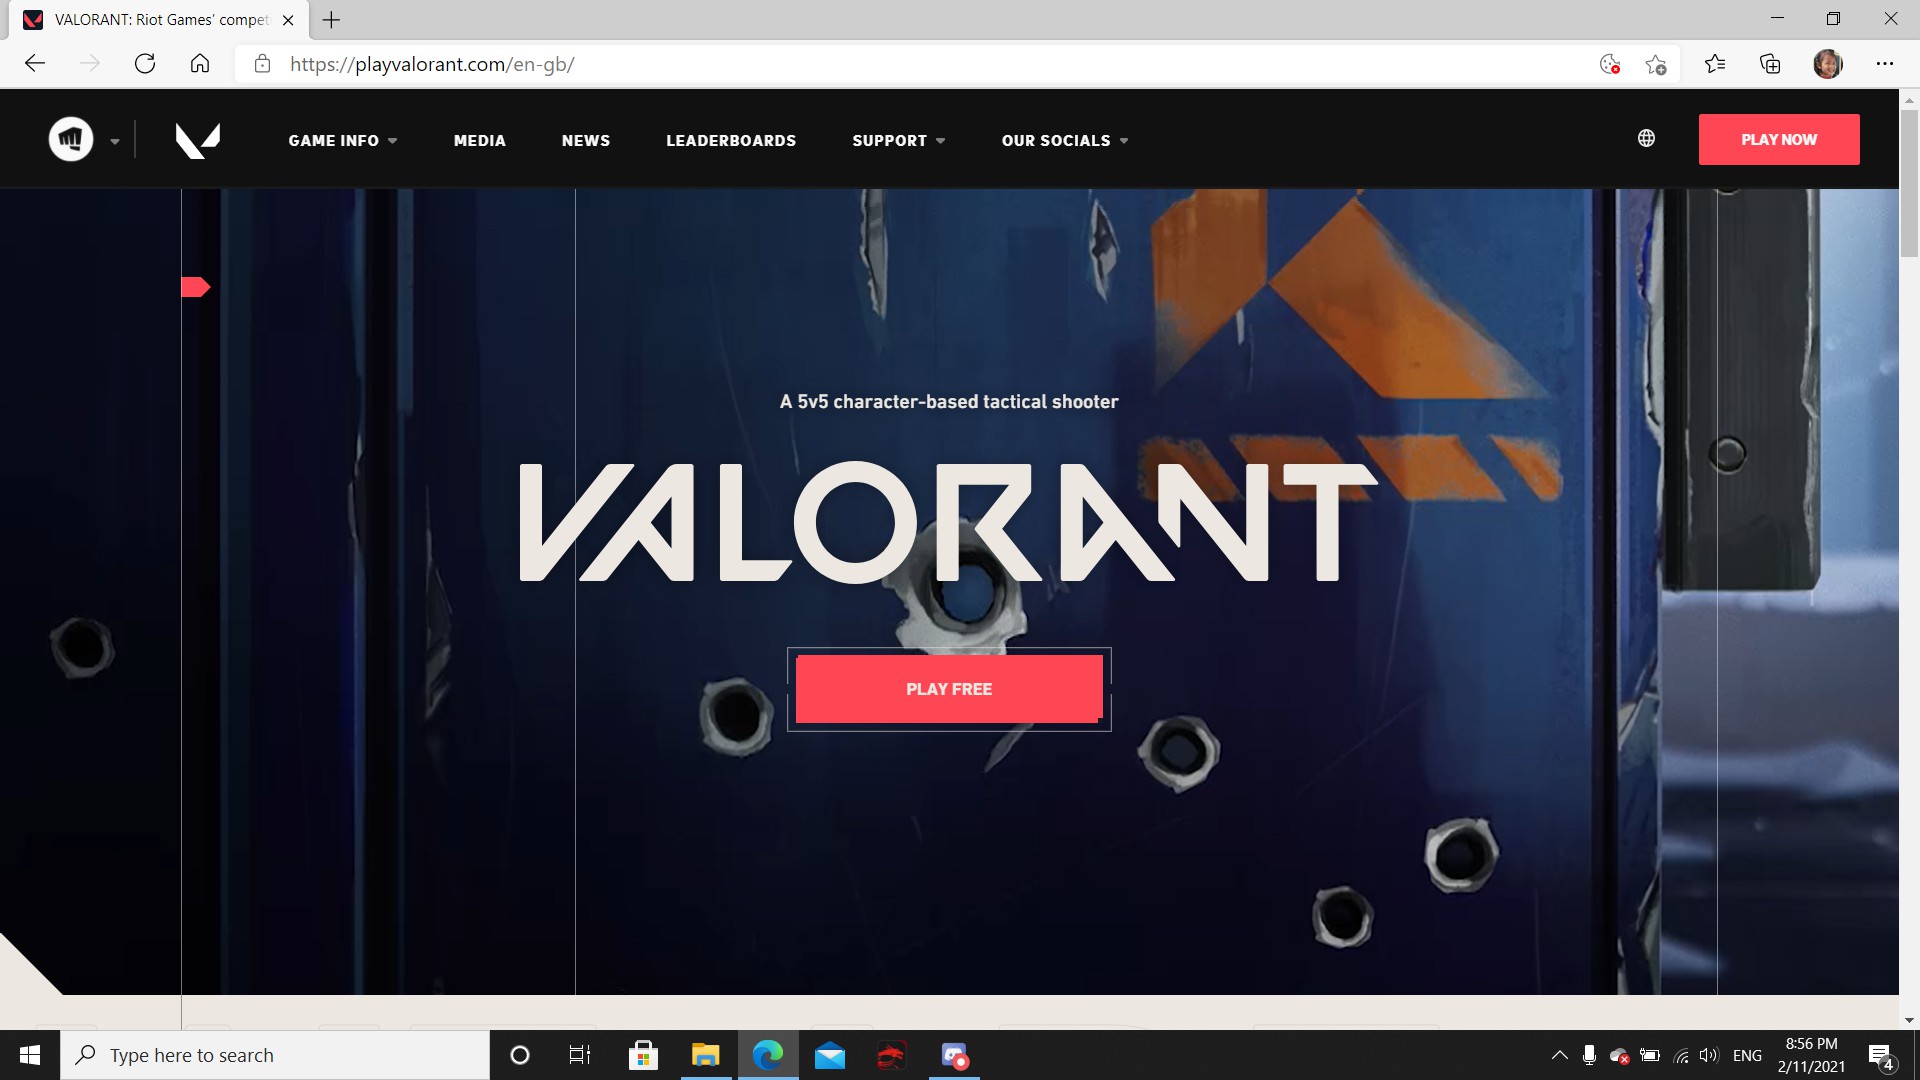 VALORANT: Riot Games' compet
https://playvalorant.com/en-gb/
GAME INFO
MEDIA
NEWS
LEADERBOARDS
SUPPORT
OUR SOCIALS
PLAY NOW
A 5v5 character-based tactical shooter
VALORANT
PLAY FREE
Type here to search
ENG
8:56 PM
2/11/2021
4